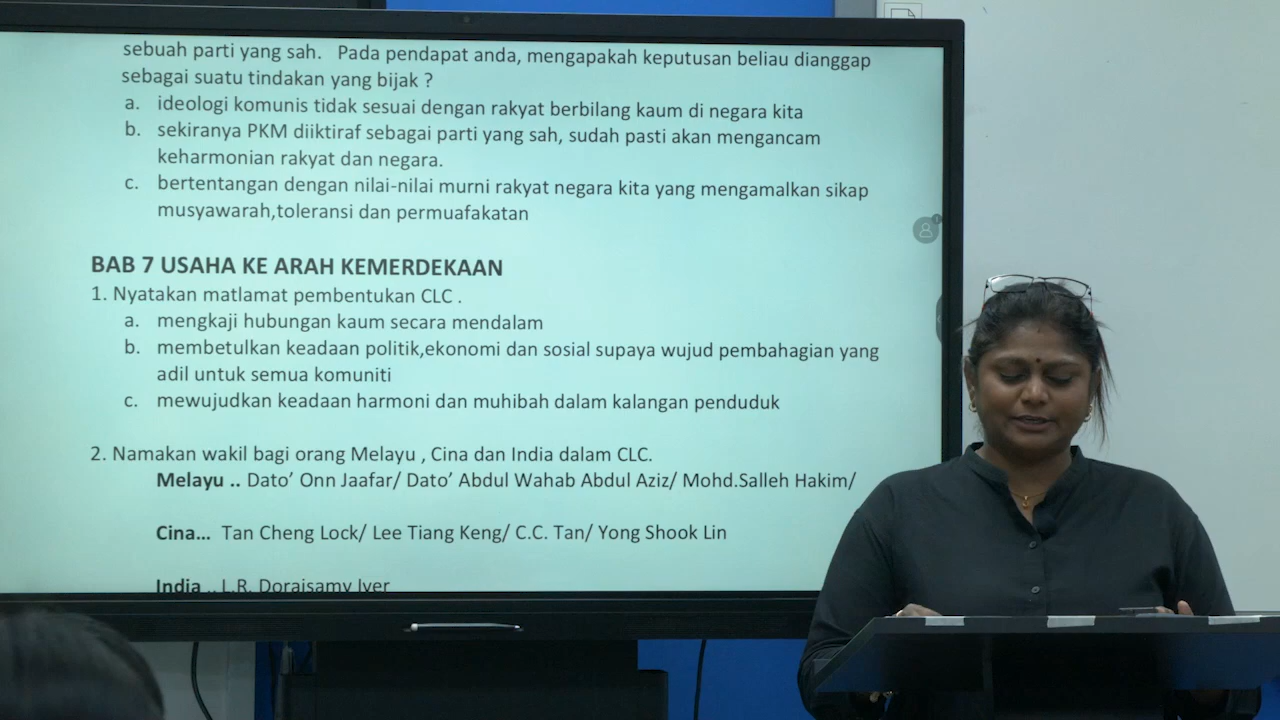 sebuah parti yang sah. Pada pendapat anda, mengapakah keputusan beliau dianggap
sebagai suatu tindakan yang bijak ?
a. ideologi komunis tidak sesuai dengan rakyat berbilang kaum di negara kita
b. sekiranya PKM diiktiraf sebagai parti yang sah, sudah pasti akan mengancam
keharmonian rakyat dan negara.
c. bertentangan dengan nilai-nilai murni rakyat negara kita yang mengamalkan sikap
musyawarah,toleransi dan permuafakatan
BAB 7 USAHA KE ARAH KEMERDEKAAN
1. Nyatakan matlamat pembentukan CLC .
a. mengkaji hubungan kaum secara mendalam
b. membetulkan keadaan politik,ekonomi dan sosial supaya wujud pembahagian yang
adil untuk semua komuniti
c. mewujudkan keadaan harmoni dan muhibah dalam kalangan penduduk
2. Namakan wakil bagi orang Melayu , Cina dan India dalam CLC.
Melayu .. Dato’ Onn Jaafar/ Dato’ Abdul Wahab Abdul Aziz/ Mohd.Salleh Hakim/
Cina... Tan Cheng Lock/ Lee Tiang Keng/ C.C. Tan/ Yong Shook Lin
India .. L.R. Doraisamy Iyer